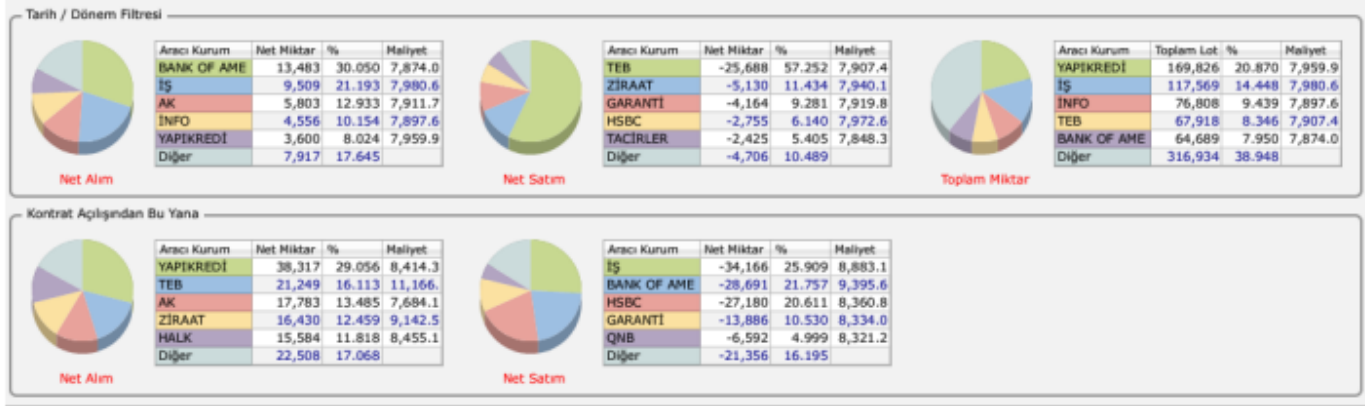 Tarih / Dönem Filtresi
Aracı Kurum Net Miktar % Maliyet
BANK OF AME 13,483 30.050 7,874.0
İŞ 9,509 21.193 7,980.6
AK 5,803 12.933 7,911.7
İNFO 4,556 10.154 7,897.6
YAPIKREDİ 3,600 8.024 7,959.9
Diğer 7,917 17.645
Net Alım
Aracı Kurum Net Miktar % Maliyet
TEB -25,688 57.252 7,907.4
ZİRAAT -5,130 11.434 7,940.1
GARANTİ -4,164 9.281 7,919.8
HSBC -2,755 6.140 7,972.6
TACİRLER -2,425 5.405 7,848.3
Diğer -4,706 10.489
Net Satım
Aracı Kurum Toplam Lot % Maliyet
YAPIKREDİ 169,826 20.870 7,959.9
İŞ 117,569 14.448 7,980.6
İNFO 76,808 9.439 7,897.6
TEB 67,918 8.346 7,907.4
BANK OF AME 64,689 7.950 7,874.0
Diğer 316,934 38.948
Toplam Miktar
Kontrat Açılışından Bu Yana
Aracı Kurum Net Miktar % Maliyet
YAPIKREDİ 38,317 29.056 8,414.3
TEB 21,249 16.113 11,166.
AK 17,783 13.485 7,684.1
ZİRAAT 16,430 12.459 9,142.5
HALK 15,584 11.818 8,455.1
Diğer 22,508 17.068
Net Alım
Aracı Kurum Net Miktar % Maliyet
İŞ -34,166 25.909 8,883.1
BANK OF AME -28,691 21.757 9,395.6
HSBC -27,180 20.611 8,360.8
GARANTİ -13,886 10.530 8,334.0
QNB -6,592 4.999 8,321.2
Diğer -21,356 16.195
Net Satım